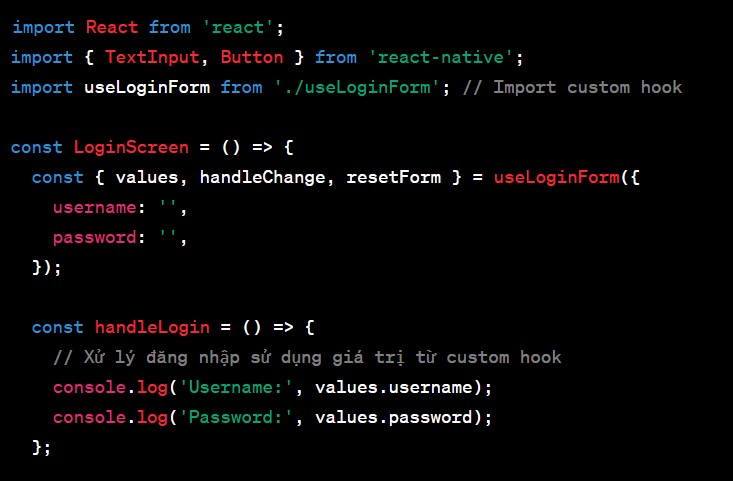 import React from 'react';
import { TextInput, Button } from 'react-native';
import useLoginForm from './useLoginForm'; // Import custom hook

const LoginScreen = () => {
  const { values, handleChange, resetForm } = useLoginForm({
    username: '',
    password: '',
  });

  const handleLogin = () => {
    // Xử lý đăng nhập sử dụng giá trị từ custom hook
    console.log('Username:', values.username);
    console.log('Password:', values.password);
  };